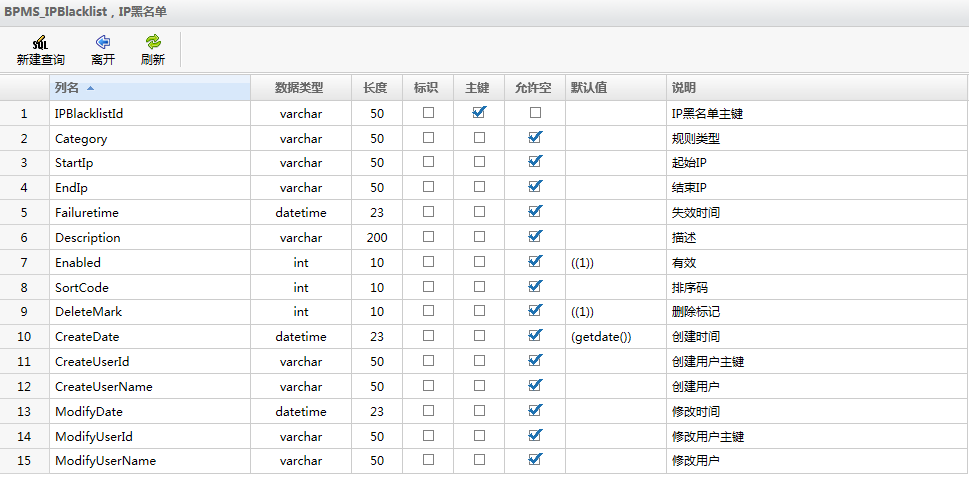 BPMS_IPBlacklist，IP黑名单
SQL
新建查询 离开 刷新
列名 数据类型 长度 标识 主键 允许空 默认值 说明
1 IPBlacklistId varchar 50 IP黑名单主键
2 Category varchar 50 规则类型
3 StartIp varchar 50 起始IP
4 EndIp varchar 50 结束IP
5 Failuretime datetime 23 失效时间
6 Description varchar 200 描述
7 Enabled int 10 ((1)) 有效
8 SortCode int 10 排序码
9 DeleteMark int 10 ((1)) 删除标记
10 CreateDate datetime 23 (getdate()) 创建时间
11 CreateUserId varchar 50 创建用户主键
12 CreateUserName varchar 50 创建用户
13 ModifyDate datetime 23 修改时间
14 ModifyUserId varchar 50 修改用户主键
15 ModifyUserName varchar 50 修改用户